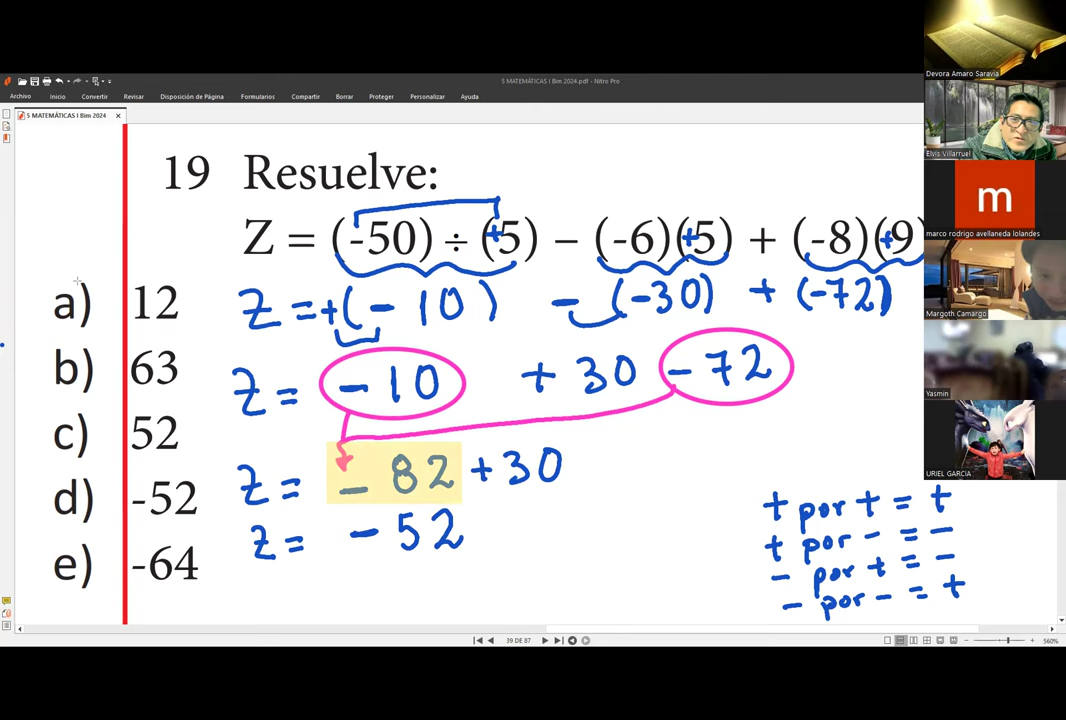 5 MATEMÁTICAS I Bim 2024.pdf - Nitro Pro
Archivo Inicio Convertir Revisar Disposición de Página Formularios Compartir Borrar Proteger Personalizar Ayuda
5 MATEMÁTICAS I Bim 2024 ×
19 Resuelve:
Z = (-50) ÷ (+5) − (-6)(+5) + (-8)(+9
Z = +(-10) - (-30) + (-72)
Z = -10 + 30 -72
Z = -82 +30
Z = -52
a) 12
b) 63
c) 52
d) -52
e) -64
+ por + = +
+ por - = -
- por + = -
- por - = +
39 DE 87
560%
Devora Amaro Saravia
Elvis Villarruel
m
marco rodrigo avellaneda lolandes
Margoth Camargo
Yasmin
URIEL GARCIA